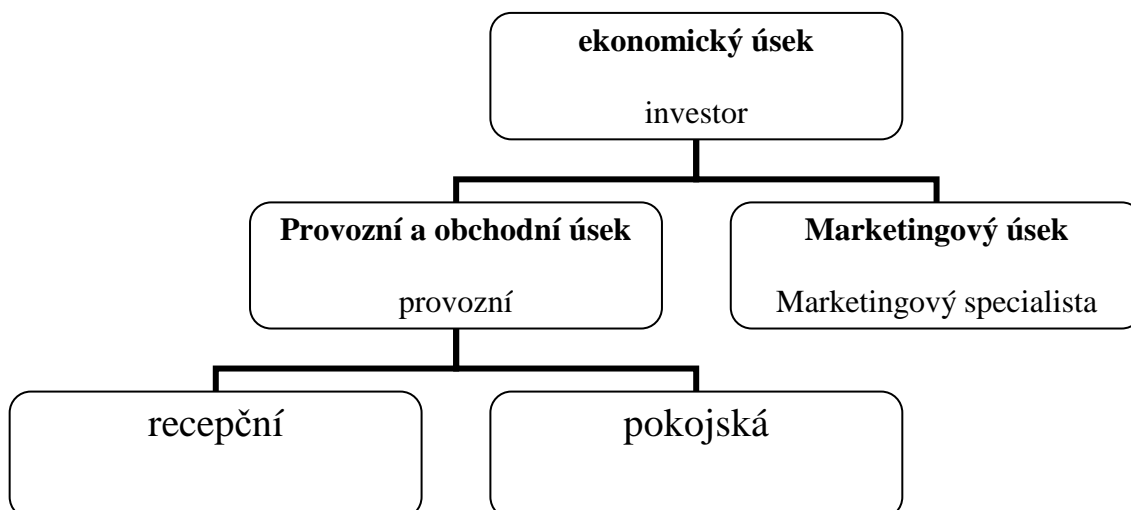 ekonomický úsek
investor
Provozní a obchodní úsek
provozní
Marketingový úsek
Marketingový specialista
recepční
pokojská